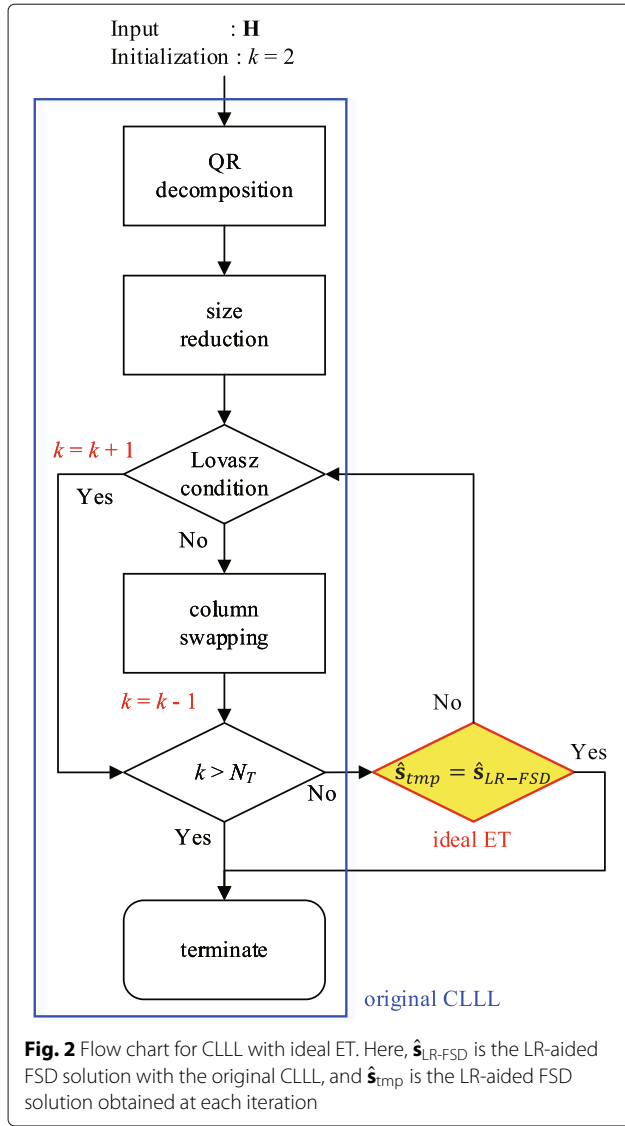 Input : H
Initialization : k = 2
QR
decomposition
size
reduction
k = k + 1
Lovasz
condition
Yes
No
column
swapping
k = k - 1
No
k > N_T
No
ŝ_tmp = ŝ_LR−FSD
Yes
Yes
ideal ET
terminate
original CLLL
Fig. 2 Flow chart for CLLL with ideal ET. Here, ŝ_LR-FSD is the LR-aided
FSD solution with the original CLLL, and ŝ_tmp is the LR-aided FSD
solution obtained at each iteration